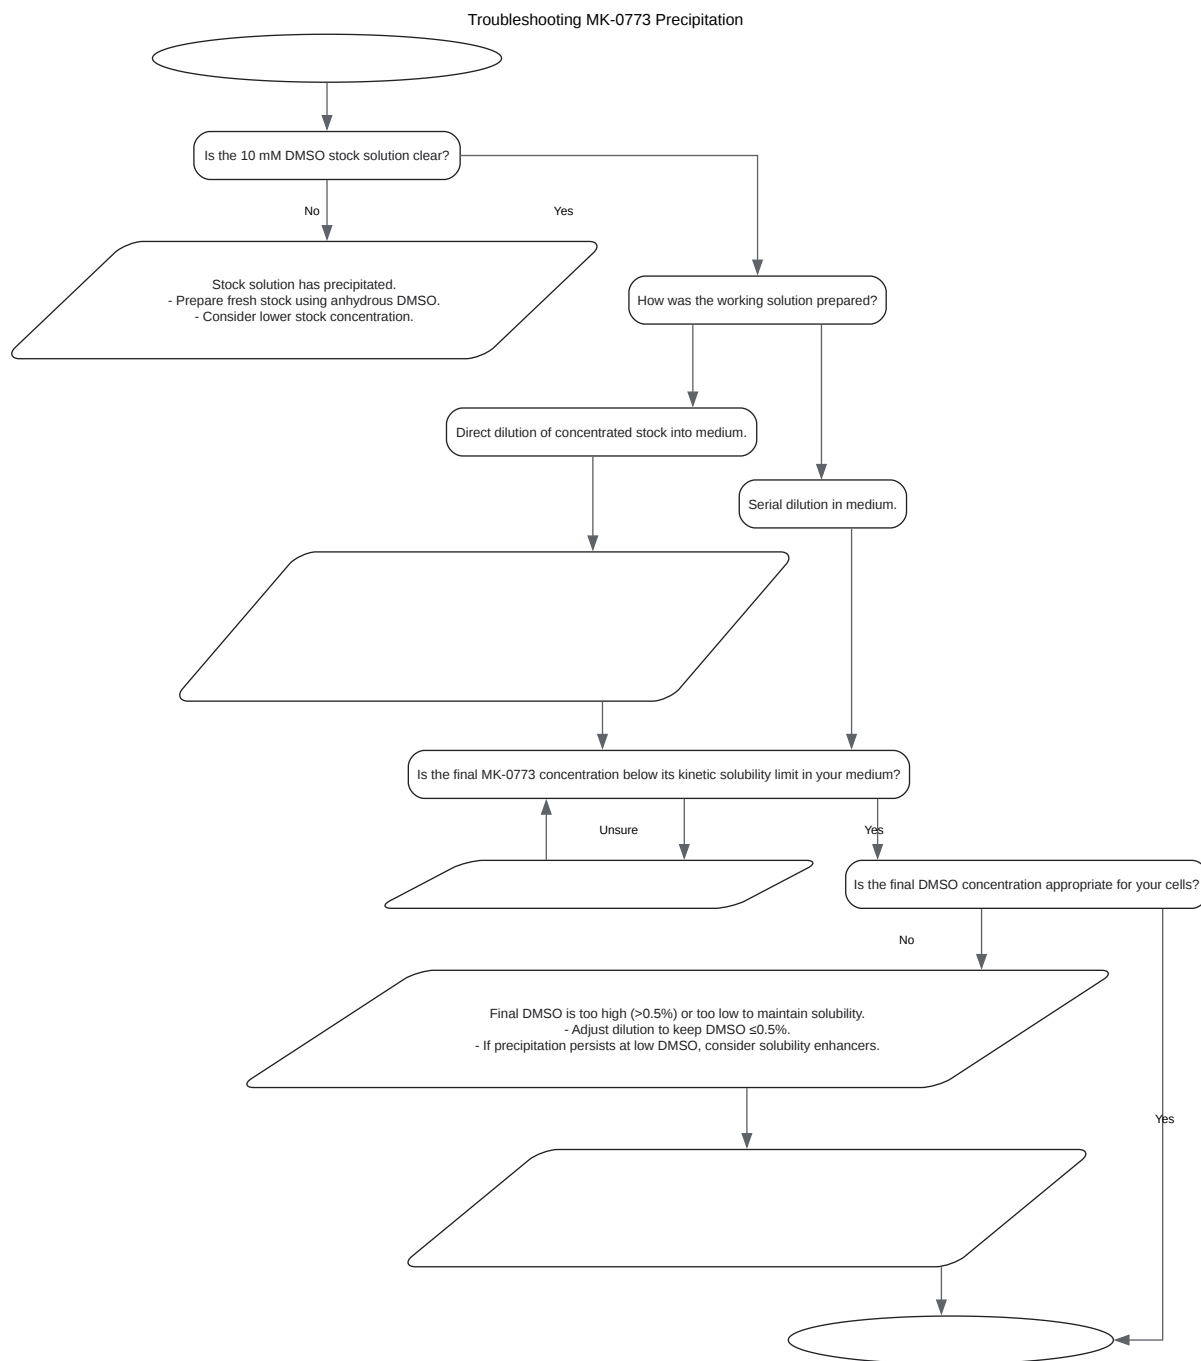 Troubleshooting MK-0773 Precipitation
Is the 10 mM DMSO stock solution clear?
No
Yes
Stock solution has precipitated.
- Prepare fresh stock using anhydrous DMSO.
- Consider lower stock concentration.
How was the working solution prepared?
Direct dilution of concentrated stock into medium.
Serial dilution in medium.
Is the final MK-0773 concentration below its kinetic solubility limit in your medium?
Unsure
Yes
Is the final DMSO concentration appropriate for your cells?
No
Final DMSO is too high (>0.5%) or too low to maintain solubility.
- Adjust dilution to keep DMSO ≤0.5%.
- If precipitation persists at low DMSO, consider solubility enhancers.
Yes